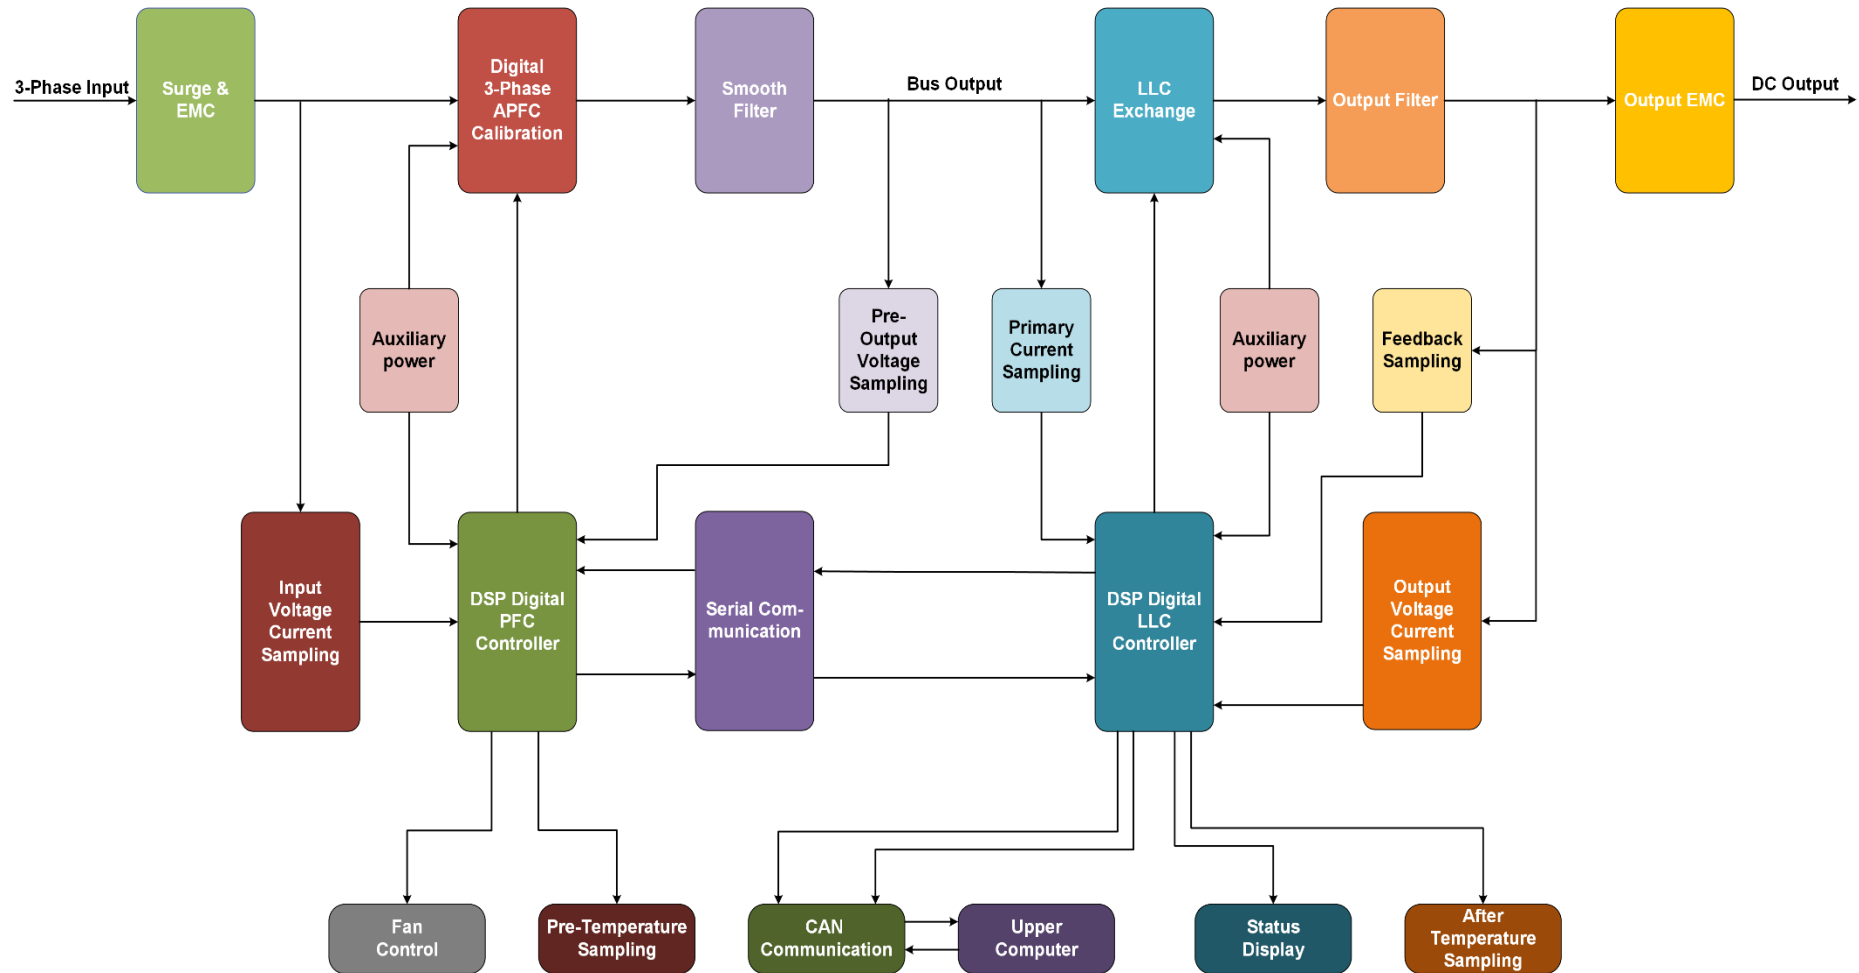 3-Phase Input
Surge &
EMC
Digital
3-Phase
APFC
Calibration
Smooth
Filter
Bus Output
LLC
Exchange
Output Filter
Output EMC
DC Output
Auxiliary
power
Pre-
Output
Voltage
Sampling
Primary
Current
Sampling
Auxiliary
power
Feedback
Sampling
Input
Voltage
Current
Sampling
DSP Digital
PFC
Controller
Serial Com-
munication
DSP Digital
LLC
Controller
Output
Voltage
Current
Sampling
Fan
Control
Pre-Temperature
Sampling
CAN
Communication
Upper
Computer
Status
Display
After
Temperature
Sampling